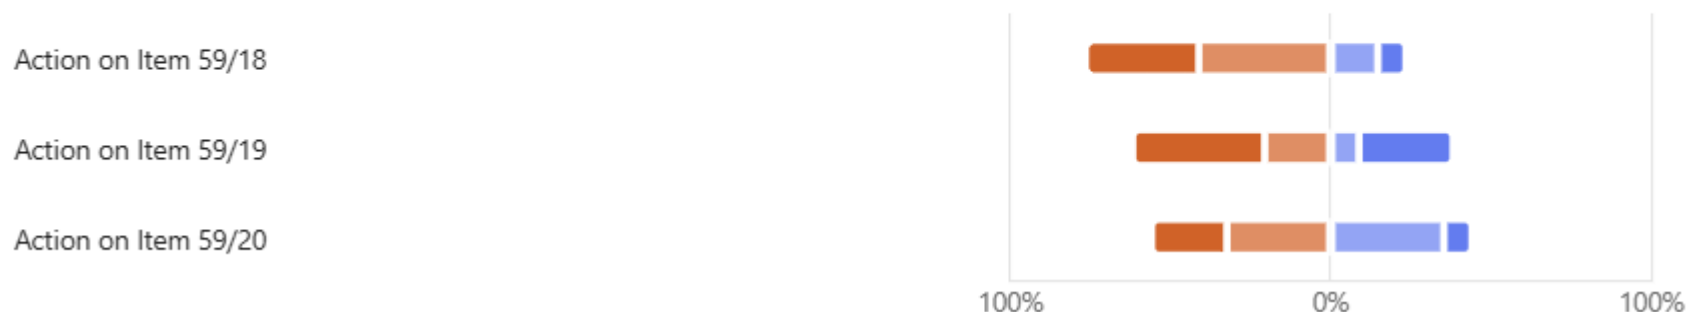 Action on Item 59/18
Action on Item 59/19
Action on Item 59/20
100% 0% 100%